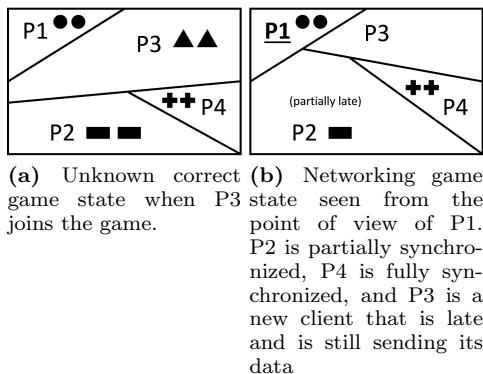 P1
P3
P4
P2
P1
P3
P4
(partially late)
P2
(a) Unknown correct
game state when P3
joins the game.
(b) Networking game
state seen from the
point of view of P1.
P2 is partially synchro-
nized, P4 is fully syn-
chronized, and P3 is a
new client that is late
and is still sending its
data